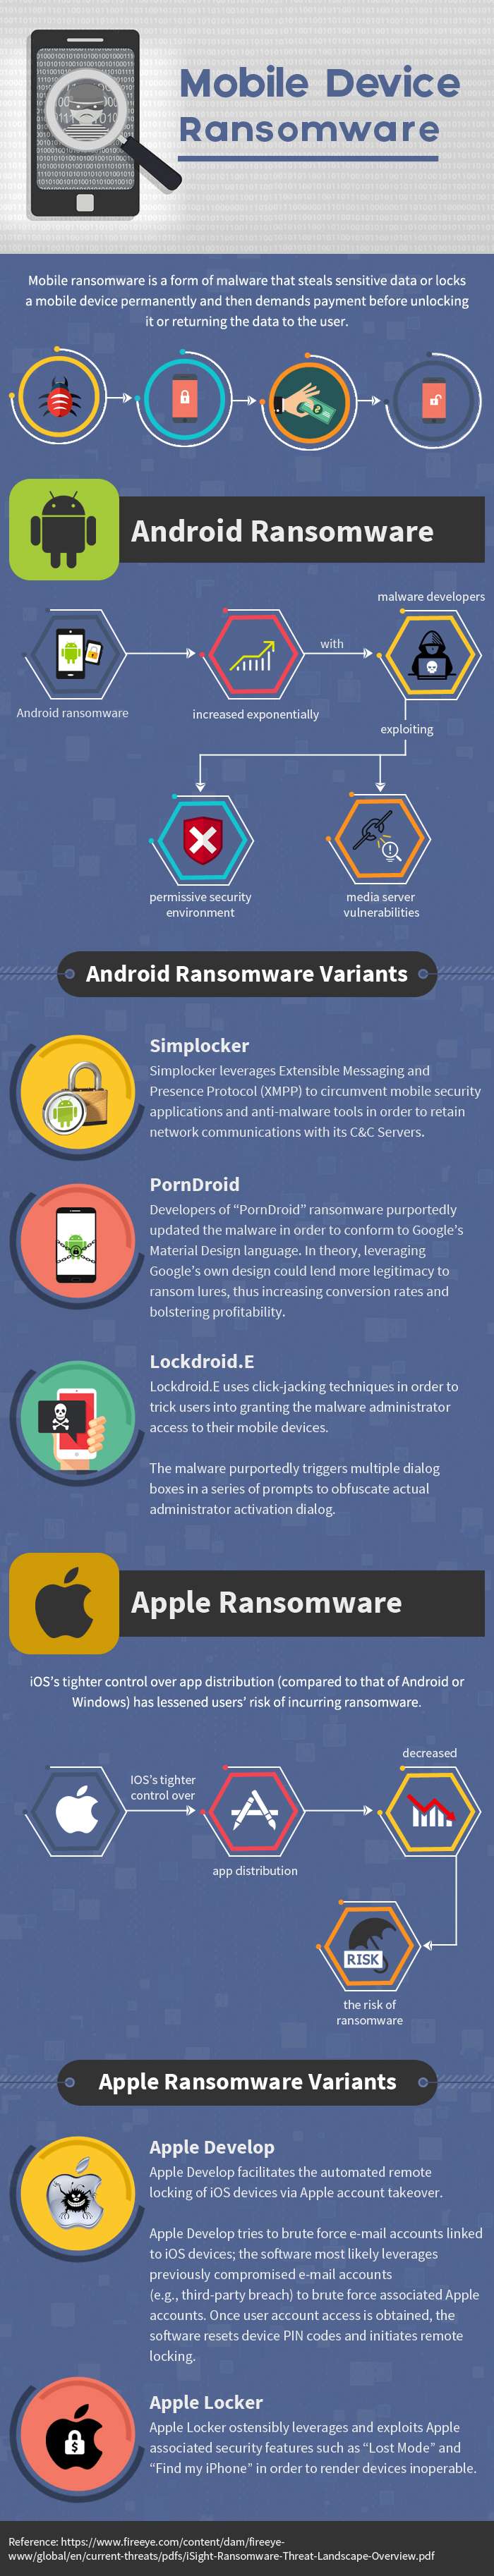 Mobile Device
Ransomware
Mobile ransomware is a form of malware that steals sensitive data or locks
a mobile device permanently and then demands payment before unlocking
it or returning the data to the user.
Android Ransomware
malware developers
with
Android ransomware
increased exponentially
exploiting
permissive security
environment
media server
vulnerabilities
Android Ransomware Variants
Simplocker
Simplocker leverages Extensible Messaging and
Presence Protocol (XMPP) to circumvent mobile security
applications and anti-malware tools in order to retain
network communications with its C&C Servers.
PornDroid
Developers of “PornDroid” ransomware purportedly
updated the malware in order to conform to Google's
Material Design language. In theory, leveraging
Google's own design could lend more legitimacy to
ransom lures, thus increasing conversion rates and
bolstering profitability.
Lockdroid.E
Lockdroid.E uses click-jacking techniques in order to
trick users into granting the malware administrator
access to their mobile devices.
The malware purportedly triggers multiple dialog
boxes in a series of prompts to obfuscate actual
administrator activation dialog.
Apple Ransomware
iOS's tighter control over app distribution (compared to that of Android or
Windows) has lessened users' risk of incurring ransomware.
decreased
IOS's tighter
control over
app distribution
RISK
the risk of
ransomware
Apple Ransomware Variants
Apple Develop
Apple Develop facilitates the automated remote
locking of iOS devices via Apple account takeover.
Apple Develop tries to brute force e-mail accounts linked
to iOS devices; the software most likely leverages
previously compromised e-mail accounts
(e.g., third-party breach) to brute force associated Apple
accounts. Once user account access is obtained, the
software resets device PIN codes and initiates remote
locking.
Apple Locker
$
Apple Locker ostensibly leverages and exploits Apple
associated security features such as “Lost Mode” and
“Find my iPhone” in order to render devices inoperable.
Reference: https://www.fireeye.com/content/dam/fireeye-
www/global/en/current-threats/pdfs/iSight-Ransomware-Threat-Landscape-Overview.pdf